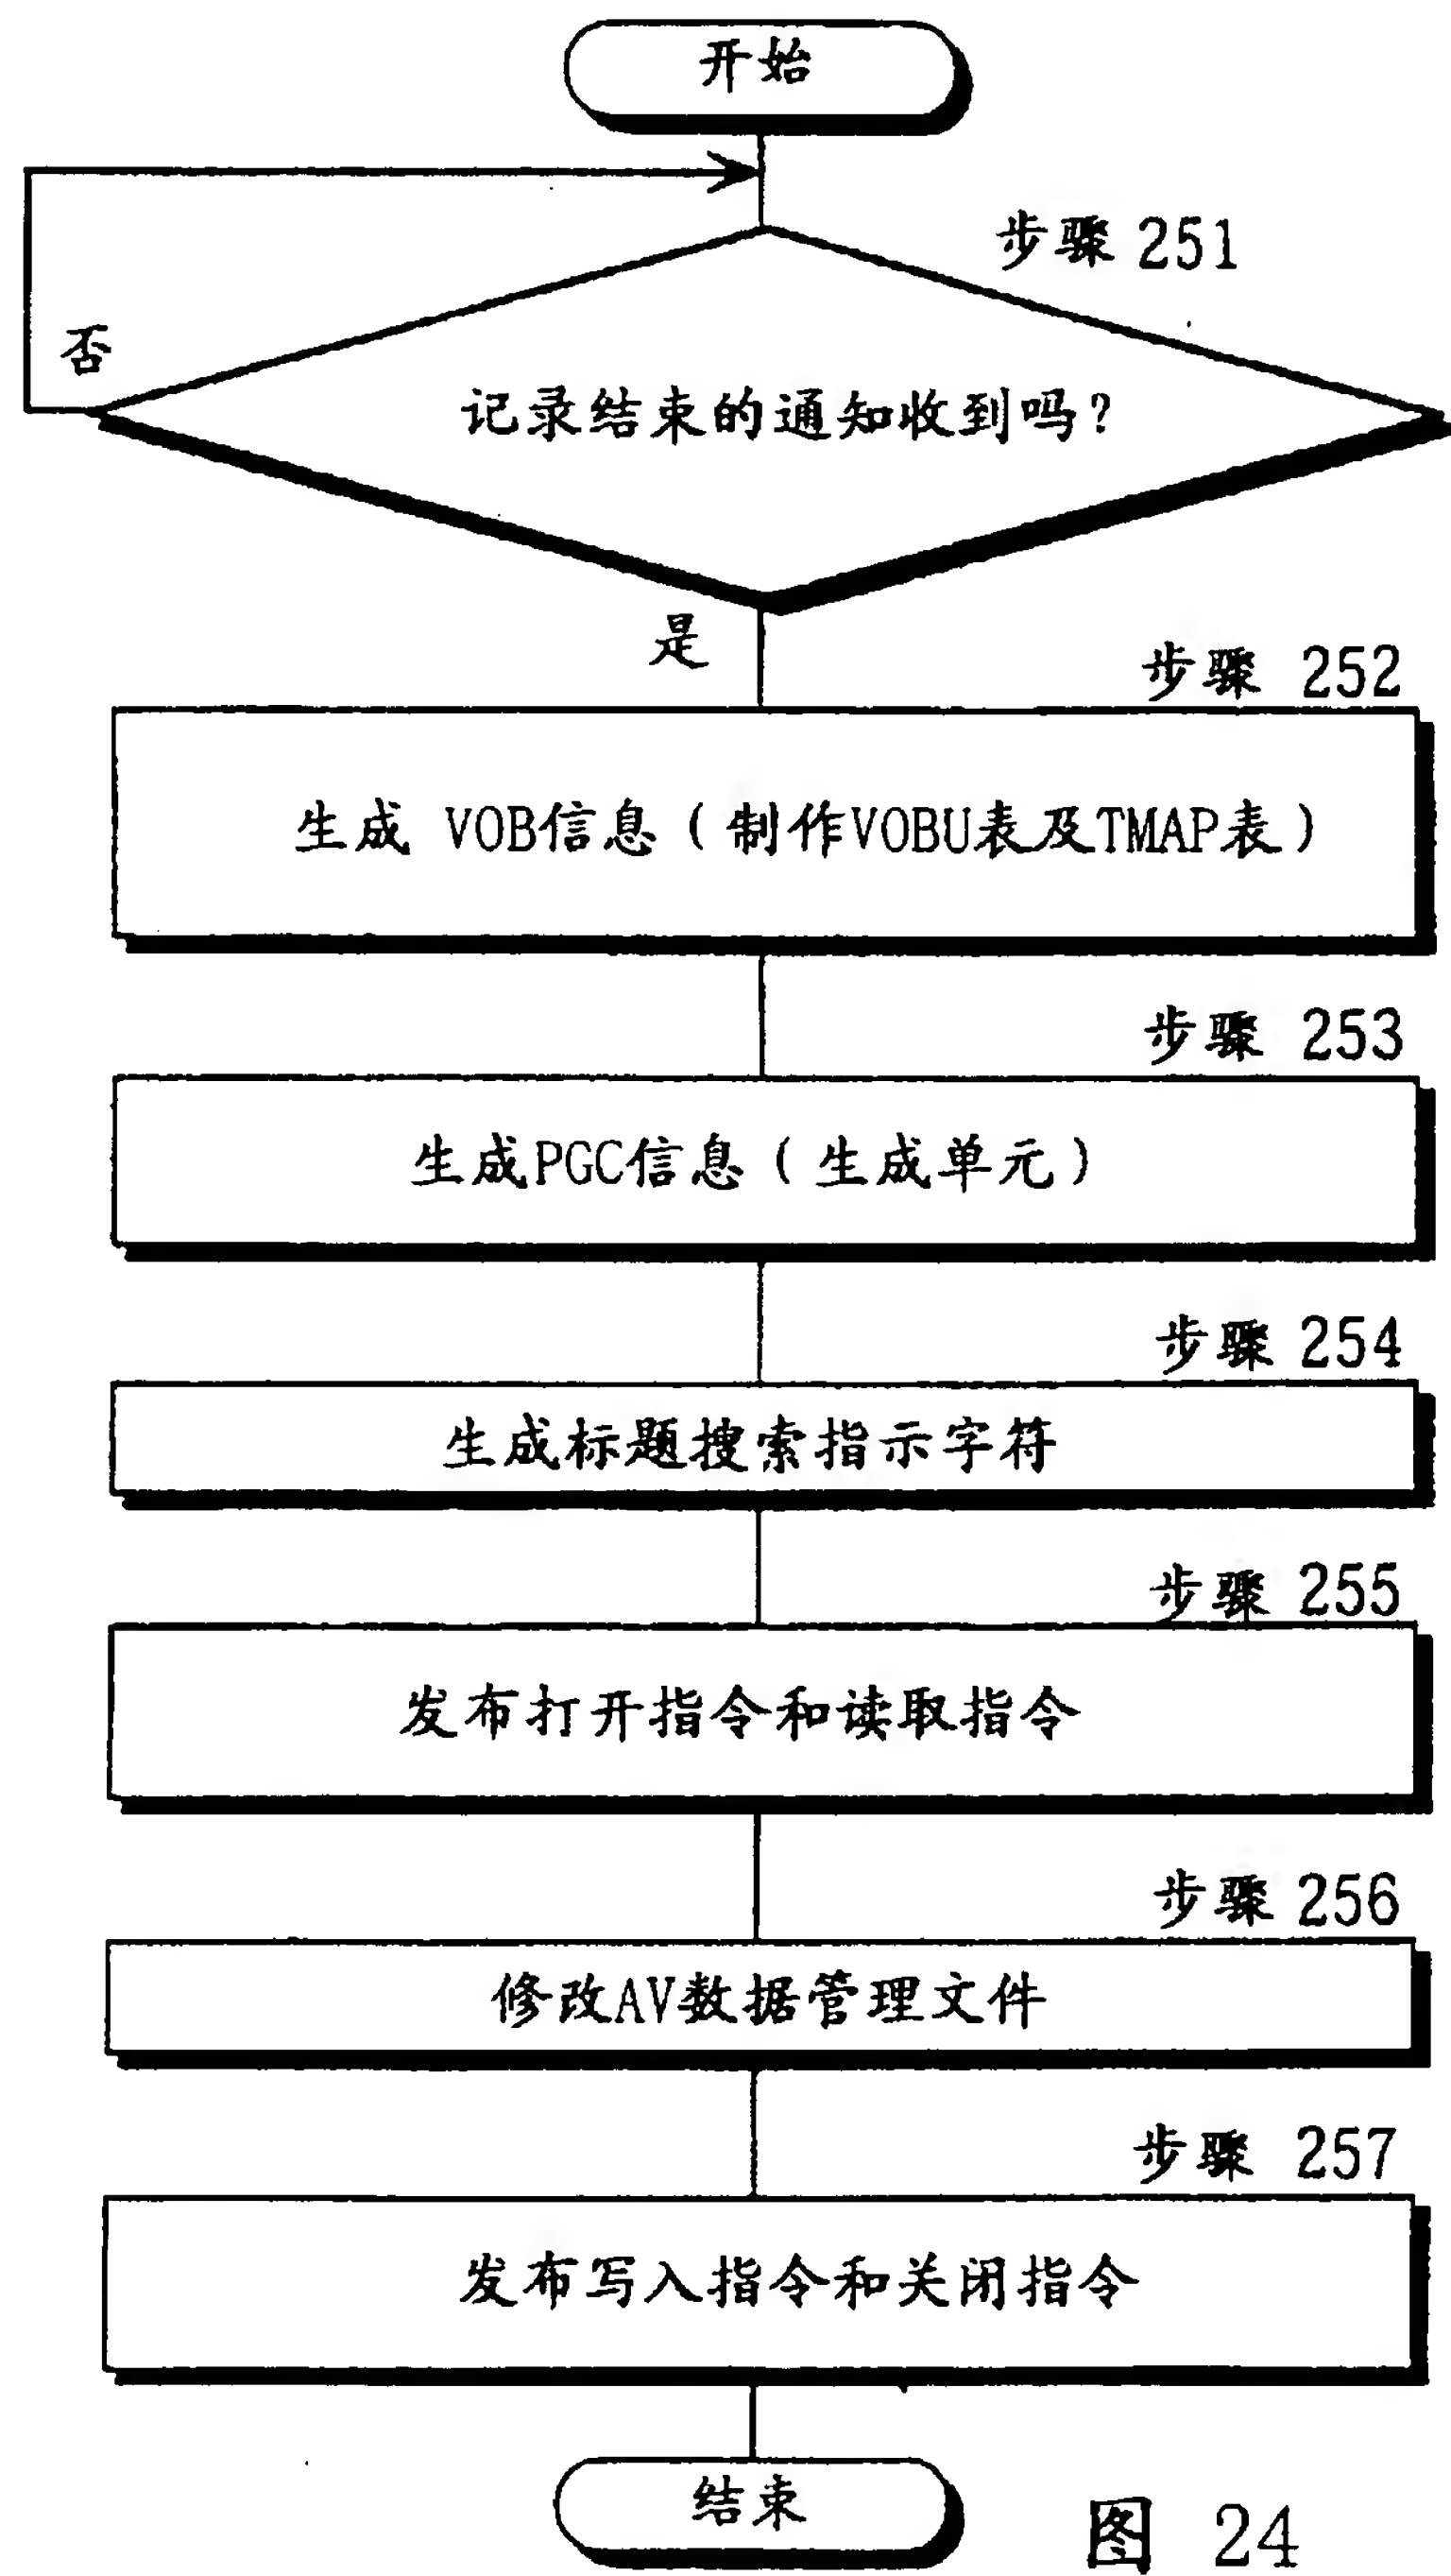 开始
步骤 251
否
记录结束的通知收到吗?
是
步骤 252
生成 VOB信息(制作VOBU表及TMAP表)
步骤 253
生成PGC信息(生成单元)
步骤 254
生成标题搜索指示字符
步骤 255
发布打开指令和读取指令
步骤 256
修改AV数据管理文件
步骤 257
发布写入指令和关闭指令
结束
图 24